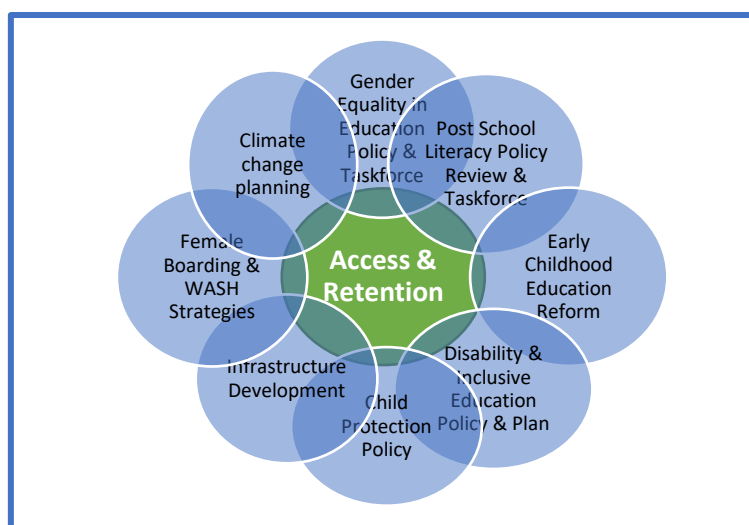 Gender
Equality in
Education
Policy &
Taskforce
Post School
Literacy Policy
Review &
Taskforce
Early
Childhood
Education
Reform
Disability &
Inclusive
Education
Policy & Plan
Child
Protection
Policy
Infrastructure
Development
Female
Boarding &
WASH
Strategies
Climate
change
planning
Access &
Retention